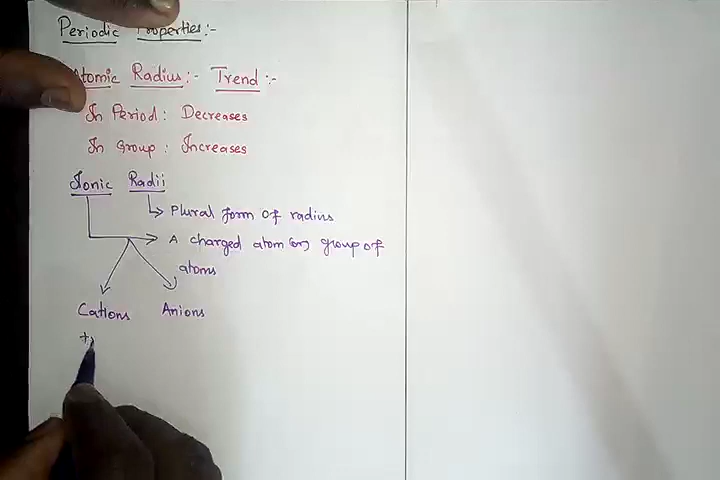 Periodic Properties:-
Atomic Radius:- Trend:-
In Period: Decreases
In Group: Increases
Ionic Radii
Plural form of radius
A charged atom (or) group of
atoms
Cations Anions
+